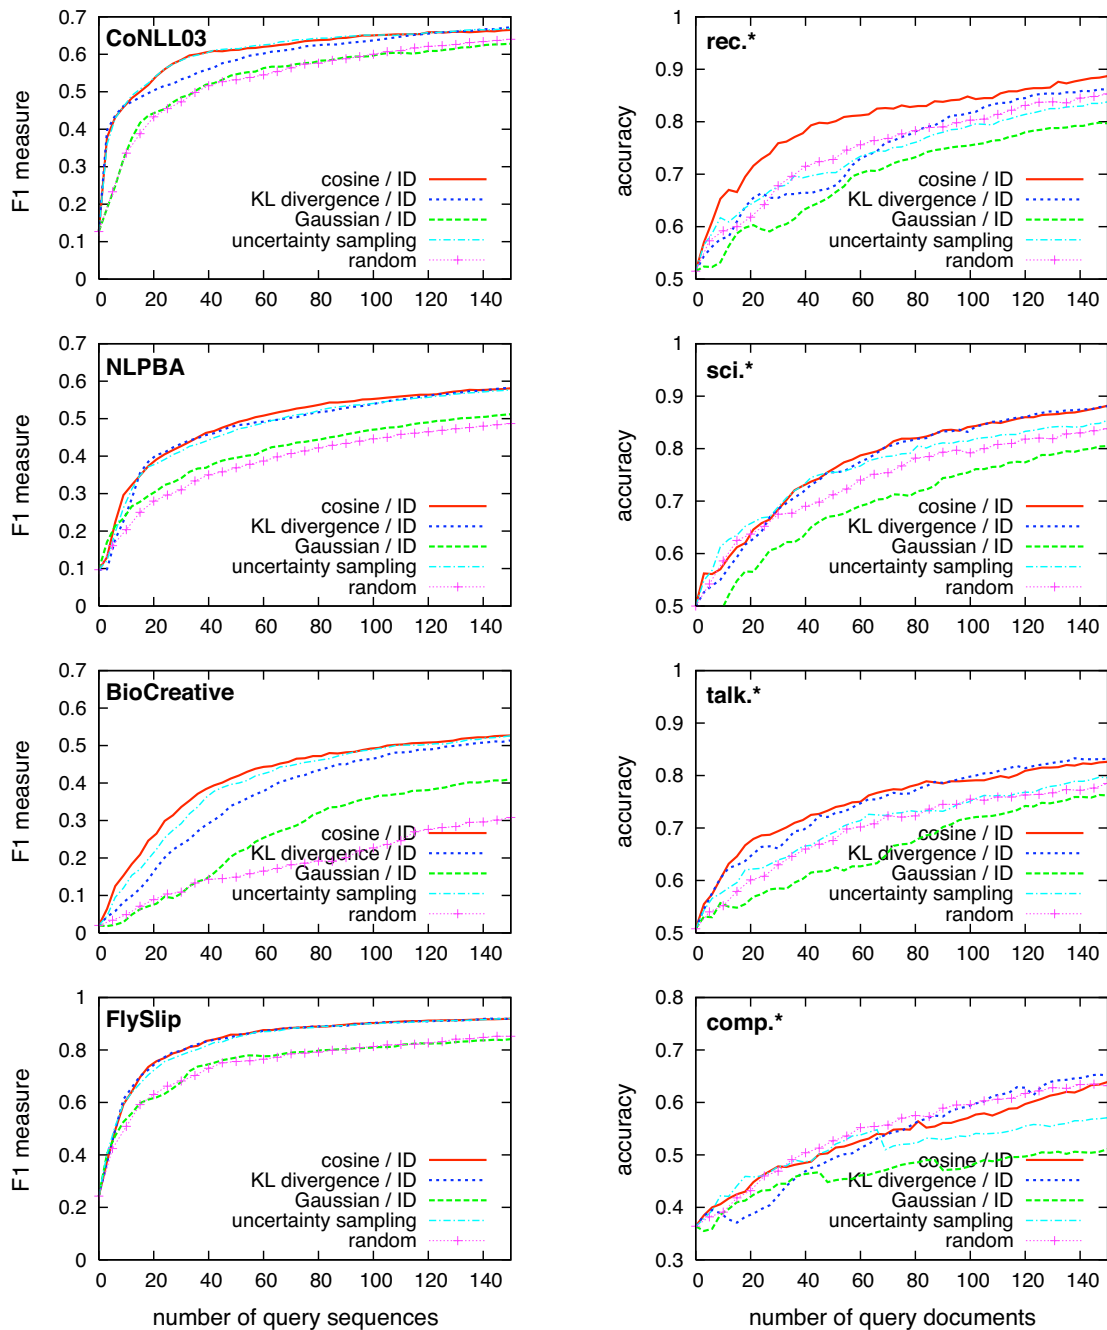 CoNLL03
F1 measure
0.7
0.6
0.5
0.4
0.3
0.2
0.1
0
cosine / ID
KL divergence / ID
Gaussian / ID
uncertainty sampling
random
0 20 40 60 80 100 120 140
rec.*
accuracy
1
0.9
0.8
0.7
0.6
0.5
cosine / ID
KL divergence / ID
Gaussian / ID
uncertainty sampling
random
0 20 40 60 80 100 120 140
NLPBA
F1 measure
0.7
0.6
0.5
0.4
0.3
0.2
0.1
0
cosine / ID
KL divergence / ID
Gaussian / ID
uncertainty sampling
random
0 20 40 60 80 100 120 140
sci.*
accuracy
1
0.9
0.8
0.7
0.6
0.5
cosine / ID
KL divergence / ID
Gaussian / ID
uncertainty sampling
random
0 20 40 60 80 100 120 140
BioCreative
F1 measure
0.7
0.6
0.5
0.4
0.3
0.2
0.1
0
cosine / ID
KL divergence / ID
Gaussian / ID
uncertainty sampling
random
0 20 40 60 80 100 120 140
talk.*
accuracy
1
0.9
0.8
0.7
0.6
0.5
cosine / ID
KL divergence / ID
Gaussian / ID
uncertainty sampling
random
0 20 40 60 80 100 120 140
FlySlip
F1 measure
1
0.8
0.6
0.4
0.2
0
cosine / ID
KL divergence / ID
Gaussian / ID
uncertainty sampling
random
0 20 40 60 80 100 120 140
number of query sequences
comp.*
accuracy
0.8
0.7
0.6
0.5
0.4
0.3
cosine / ID
KL divergence / ID
Gaussian / ID
uncertainty sampling
random
0 20 40 60 80 100 120 140
number of query documents